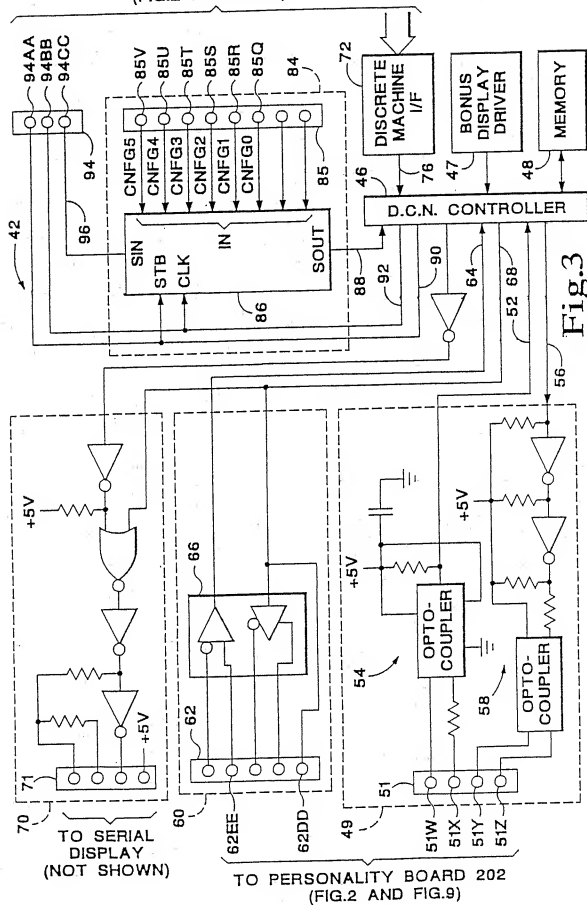 (FIG.2
94AA
94BB
94CC
94
42
96
85V
85U
85T
85S
85R
85Q
84
85
CNFG5
CNFG4
CNFG3
CNFG2
CNFG1
CNFG0
IN
SIN
STB
CLK
SOUT
86
88
72
DISCRETE
MACHINE
I/F
76
BONUS
DISPLAY
DRIVER
47
MEMORY
48
46
D.C.N. CONTROLLER
92
90
64
68
52
56
Fig.3
70
71
+5V
+5V
TO SERIAL
DISPLAY
(NOT SHOWN)
60
62
62EE
62DD
66
49
51
51W
51X
51Y
51Z
54
OPTO-
COUPLER
+5V
58
OPTO-
COUPLER
+5V
TO PERSONALITY BOARD 202
(FIG.2 AND FIG.9)